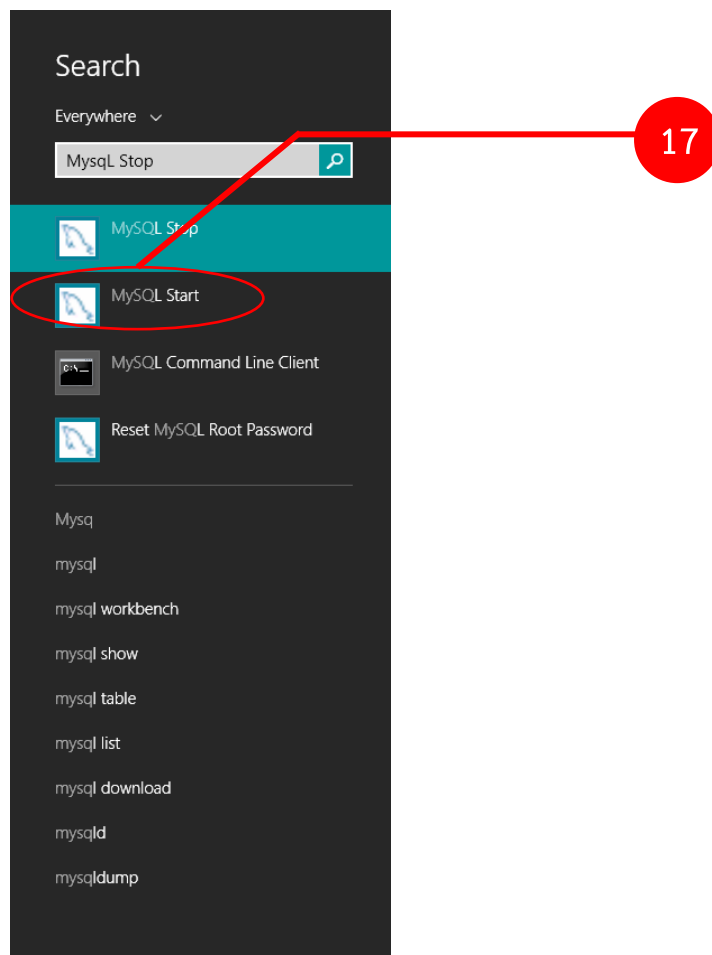 Search
Everywhere
MysqL Stop
17
MySQL Stop
MySQL Start
C:\_
MySQL Command Line Client
Reset MySQL Root Password
Mysq
mysql
mysql workbench
mysql show
mysql table
mysql list
mysql download
mysqld
mysqldump